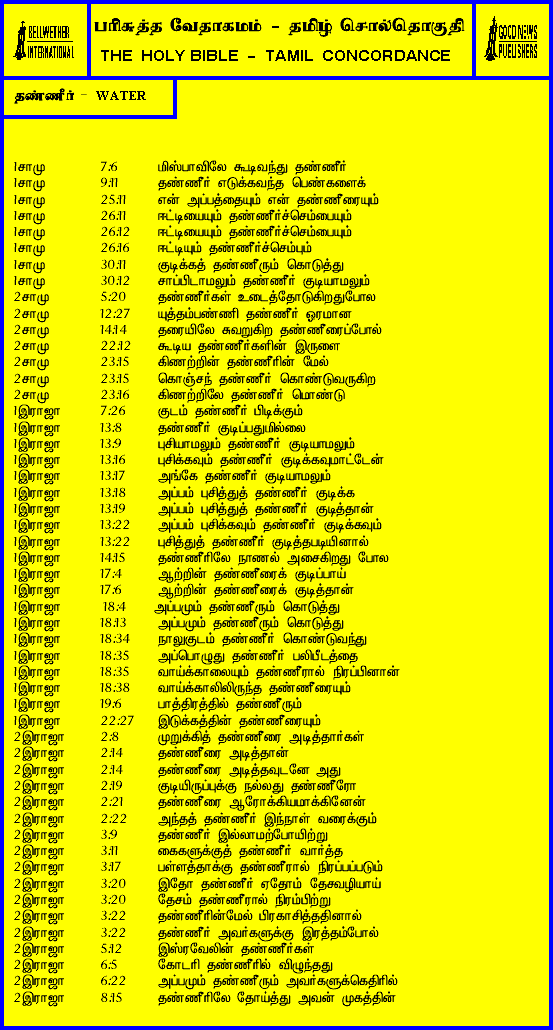 BELLWETHER INTERNATIONAL
பரிசுத்த வேதாகமம் - தமிழ் சொல்தொகுதி
THE HOLY BIBLE - TAMIL CONCORDANCE
GOOD NEWS PUBLISHERS
தண்ணீர் - WATER
1சாமு 7:6 மிஸ்பாவிலே கூடிவந்து தண்ணீர்
1சாமு 9:11 தண்ணீர் எடுக்கவந்த பெண்களைக்
1சாமு 25:11 என் அப்பத்தையும் என் தண்ணீரையும்
1சாமு 26:11 ஈட்டியையும் தண்ணீர்ச்செம்பையும்
1சாமு 26:12 ஈட்டியையும் தண்ணீர்ச்செம்பையும்
1சாமு 26:16 ஈட்டியும் தண்ணீர்ச்செம்பும்
1சாமு 30:11 குடிக்கத் தண்ணீரும் கொடுத்து
1சாமு 30:12 சாப்பிடாமலும் தண்ணீர் குடியாமலும்
2சாமு 5:20 தண்ணீர்கள் உடைத்தோடுகிறதுபோல
2சாமு 12:27 யுத்தம்பண்ணி தண்ணீர் ஓரமான
2சாமு 14:14 தரையிலே சுவறுகிற தண்ணீரைப்போல்
2சாமு 22:12 கூடிய தண்ணீர்களின் இருளை
2சாமு 23:15 கிணற்றின் தண்ணீரின் மேல்
2சாமு 23:15 கொஞ்சந் தண்ணீர் கொண்டுவருகிற
2சாமு 23:16 கிணற்றிலே தண்ணீர் மொண்டு
1இராஜா 7:26 குடம் தண்ணீர் பிடிக்கும்
1இராஜா 13:8 தண்ணீர் குடிப்பதுமில்லை
1இராஜா 13:9 புசியாமலும் தண்ணீர் குடியாமலும்
1இராஜா 13:16 புசிக்கவும் தண்ணீர் குடிக்கவுமாட்டேன்
1இராஜா 13:17 அங்கே தண்ணீர் குடியாமலும்
1இராஜா 13:18 அப்பம் புசித்துத் தண்ணீர் குடிக்க
1இராஜா 13:19 அப்பம் புசித்துத் தண்ணீர் குடித்தான்
1இராஜா 13:22 அப்பம் புசிக்கவும் தண்ணீர் குடிக்கவும்
1இராஜா 13:22 புசித்துத் தண்ணீர் குடித்தபடியினால்
1இராஜா 14:15 தண்ணீரிலே நாணல் அசைகிறது போல
1இராஜா 17:4 ஆற்றின் தண்ணீரைக் குடிப்பாய்
1இராஜா 17:6 ஆற்றின் தண்ணீரைக் குடித்தான்
1இராஜா 18:4 அப்பமும் தண்ணீரும் கொடுத்து
1இராஜா 18:13 அப்பமும் தண்ணீரும் கொடுத்து
1இராஜா 18:34 நாலுகுடம் தண்ணீர் கொண்டுவந்து
1இராஜா 18:35 அப்பொழுது தண்ணீர் பலிபீடத்தை
1இராஜா 18:35 வாய்க்காலையும் தண்ணீரால் நிரப்பினான்
1இராஜா 18:38 வாய்க்காலிலிருந்த தண்ணீரையும்
1இராஜா 19:6 பாத்திரத்தில் தண்ணீரும்
1இராஜா 22:27 இடுக்கத்தின் தண்ணீரையும்
2இராஜா 2:8 முறுக்கித் தண்ணீரை அடித்தார்கள்
2இராஜா 2:14 தண்ணீரை அடித்தான்
2இராஜா 2:14 தண்ணீரை அடித்தவுடனே அது
2இராஜா 2:19 குடியிருப்புக்கு நல்லது தண்ணீரோ
2இராஜா 2:21 தண்ணீரை ஆரோக்கியமாக்கினேன்
2இராஜா 2:22 அந்தத் தண்ணீர் இந்நாள் வரைக்கும்
2இராஜா 3:9 தண்ணீர் இல்லாமற்போயிற்று
2இராஜா 3:11 கைகளுக்குத் தண்ணீர் வார்த்த
2இராஜா 3:17 பள்ளத்தாக்கு தண்ணீரால் நிரப்பப்படும்
2இராஜா 3:20 இதோ தண்ணீர் ஏதோம் தேசவழியாய்
2இராஜா 3:20 தேசம் தண்ணீரால் நிரம்பிற்று
2இராஜா 3:22 தண்ணீரின்மேல் பிரகாசித்ததினால்
2இராஜா 3:22 தண்ணீர் அவர்களுக்கு இரத்தம்போல்
2இராஜா 5:12 இஸ்ரவேலின் தண்ணீர்கள்
2இராஜா 6:5 கோடரி தண்ணீரில் விழுந்தது
2இராஜா 6:22 அப்பமும் தண்ணீரும் அவர்களுக்கெதிரில்
2இராஜா 8:15 தண்ணீரிலே தோய்த்து அவன் முகத்தின்